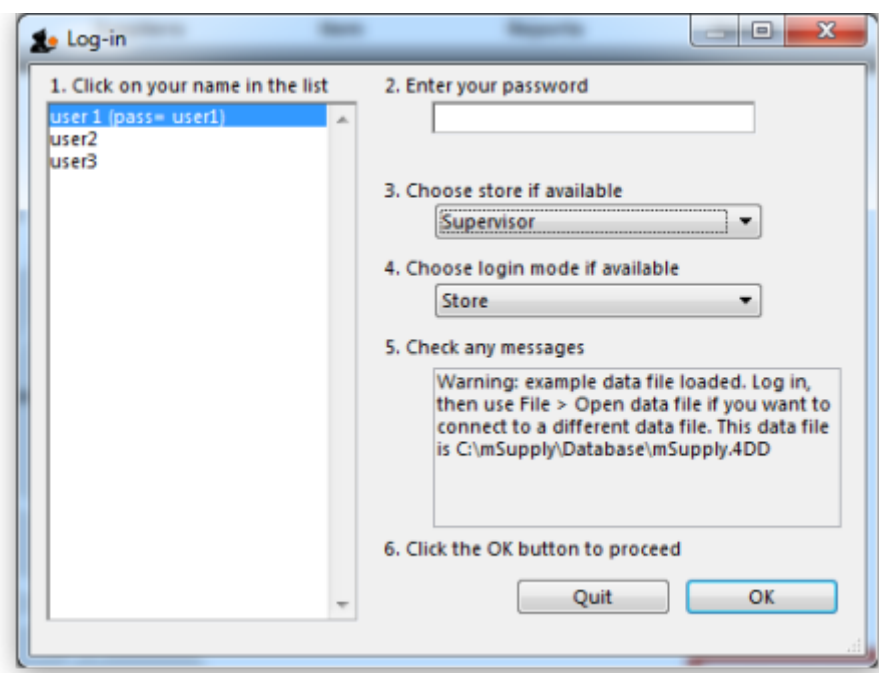 Log-in
1. Click on your name in the list
user 1 (pass= user1)
user2
user3
2. Enter your password
3. Choose store if available
Supervisor
4. Choose login mode if available
Store
5. Check any messages
Warning: example data file loaded. Log in,
then use File > Open data file if you want to
connect to a different data file. This data file
is C:\mSupply\Database\mSupply.4DD
6. Click the OK button to proceed
Quit
OK